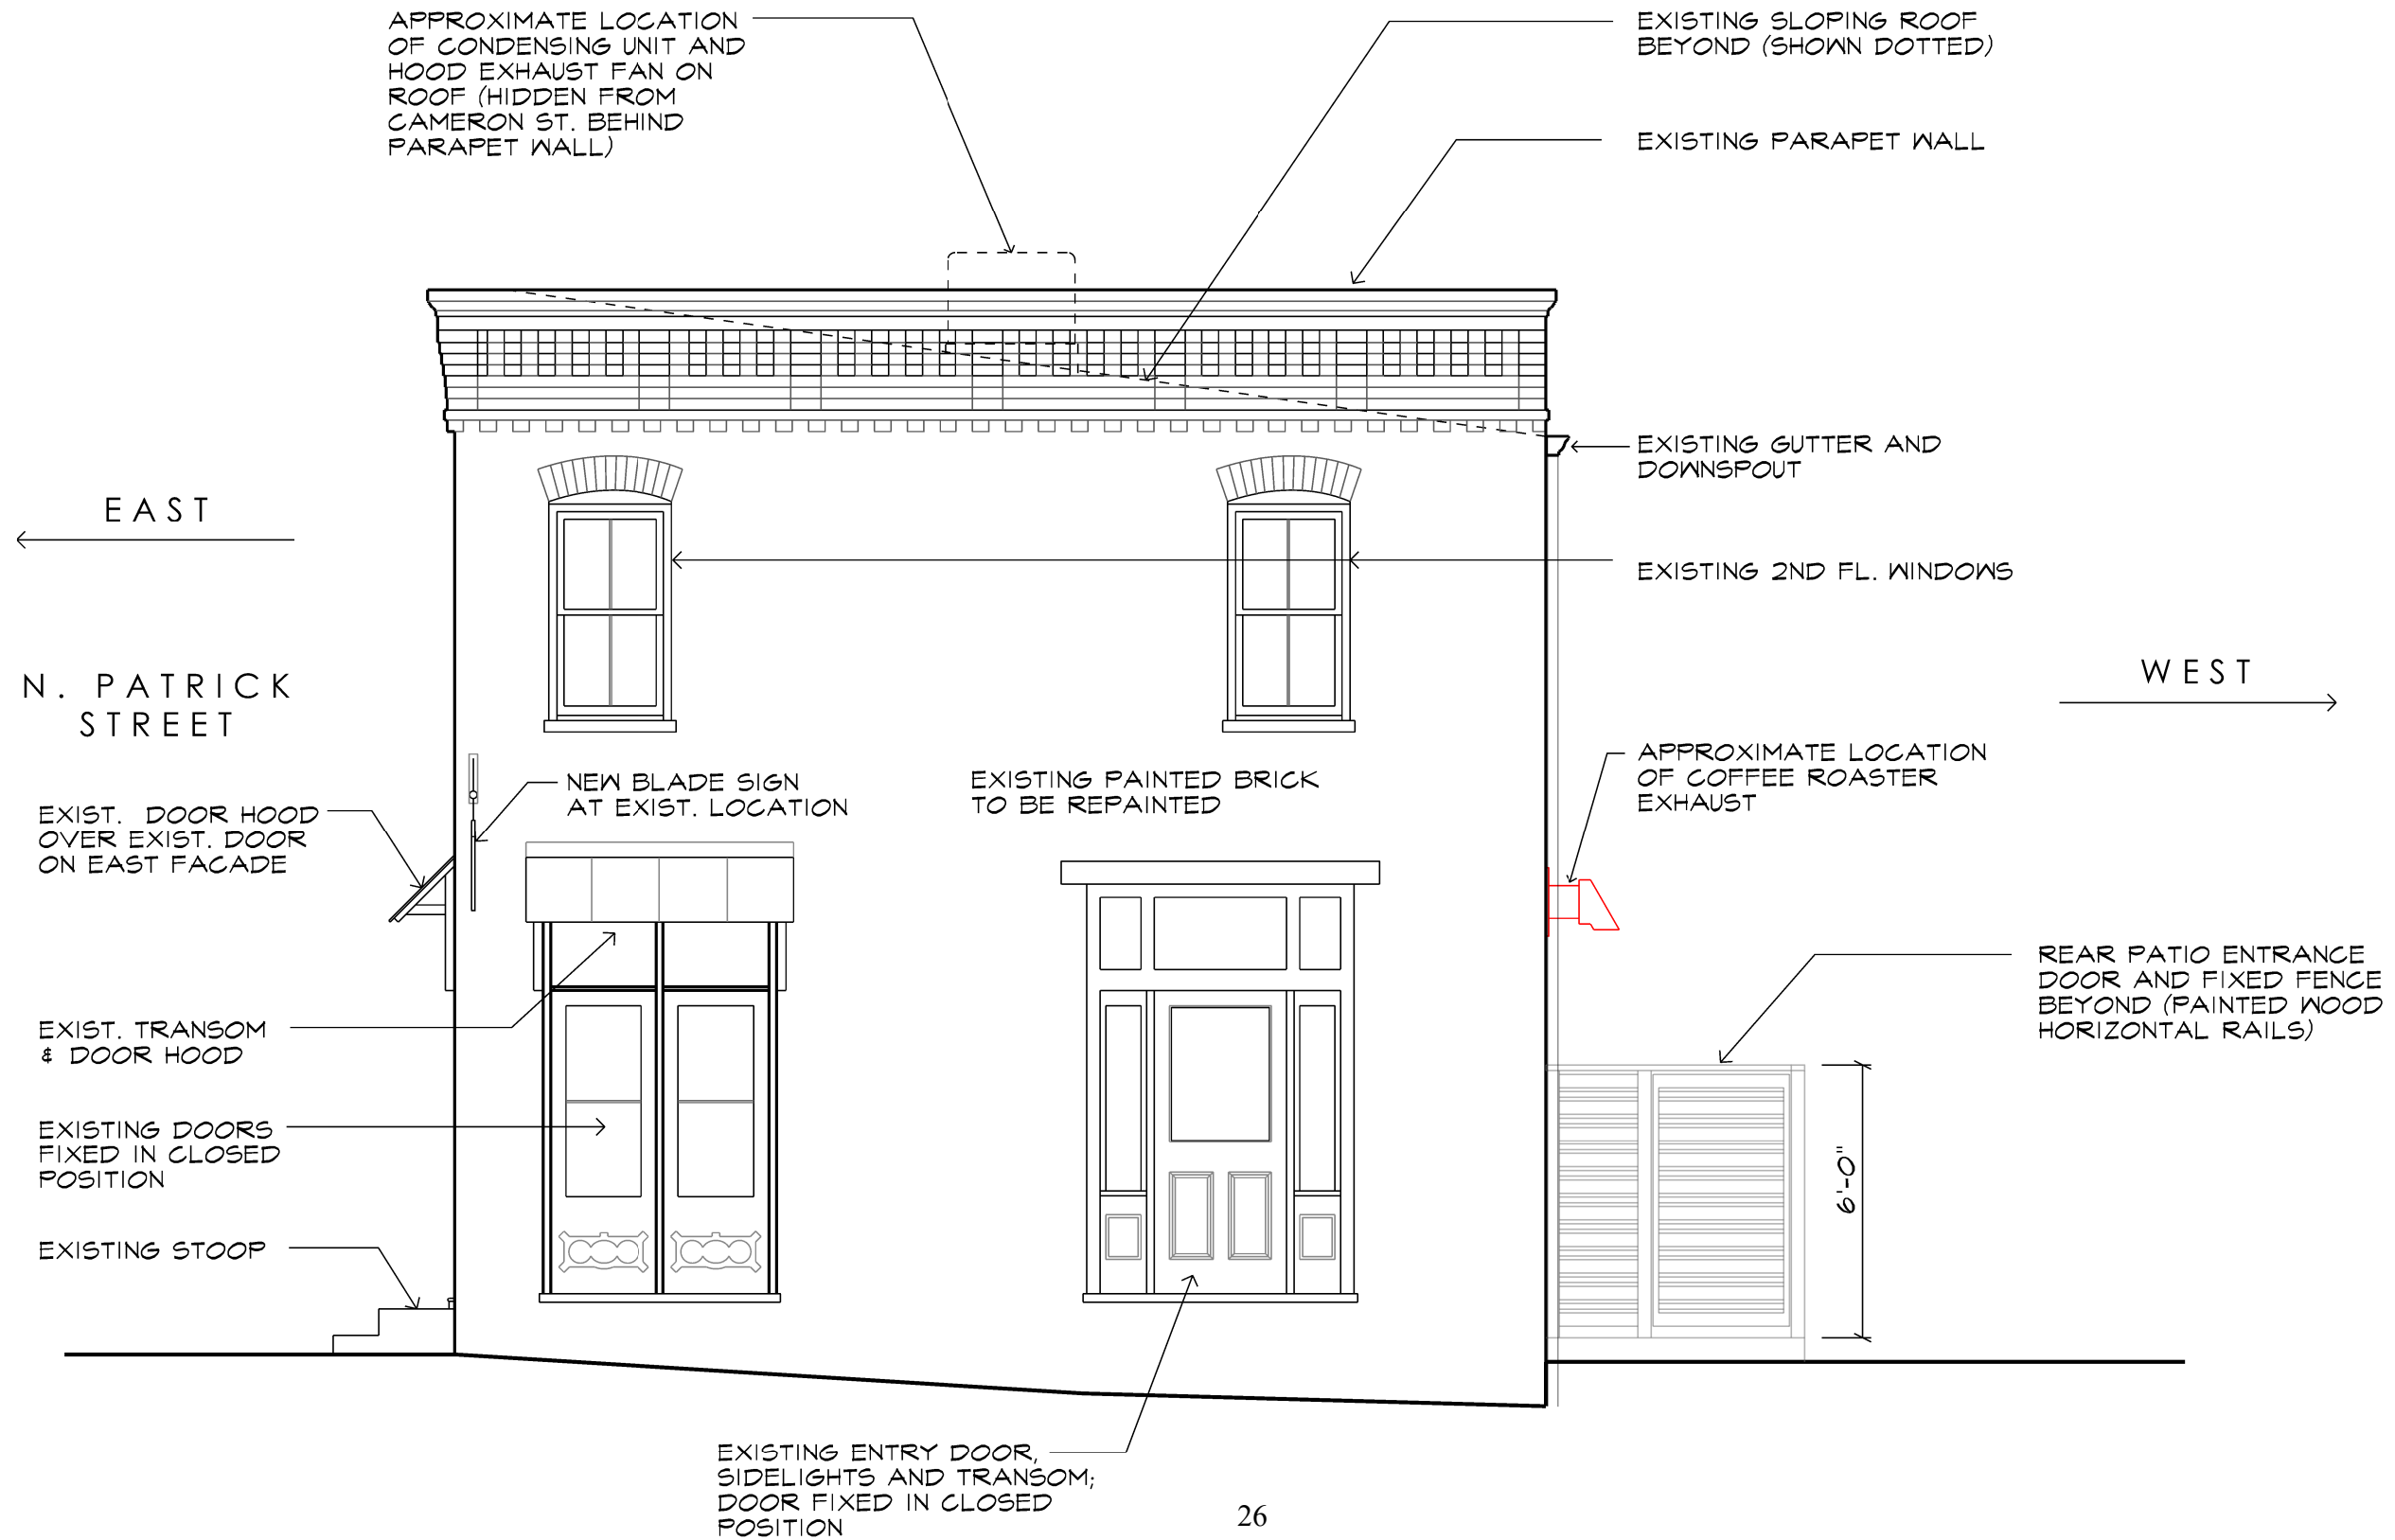 APPROXIMATE LOCATION
OF CONDENSING UNIT AND
HOOD EXHAUST FAN ON
ROOF (HIDDEN FROM
CAMERON ST. BEHIND
PARAPET WALL)
EXISTING SLOPING ROOF
BEYOND (SHOWN DOTTED)
EXISTING PARAPET WALL
EXISTING GUTTER AND
DOWNSPOUT
EAST
EXISTING 2ND FL. WINDOWS
N. PATRICK
STREET
WEST
NEW BLADE SIGN
AT EXIST. LOCATION
EXISTING PAINTED BRICK
TO BE REPAINTED
APPROXIMATE LOCATION
OF COFFEE ROASTER
EXHAUST
EXIST. DOOR HOOD
OVER EXIST. DOOR
ON EAST FACADE
REAR PATIO ENTRANCE
DOOR AND FIXED FENCE
BEYOND (PAINTED WOOD
HORIZONTAL RAILS)
EXIST. TRANSOM
& DOOR HOOD
EXISTING DOORS
FIXED IN CLOSED
POSITION
6'-0"
EXISTING STOOP
EXISTING ENTRY DOOR,
SIDELIGHTS AND TRANSOM;
DOOR FIXED IN CLOSED
POSITION
26